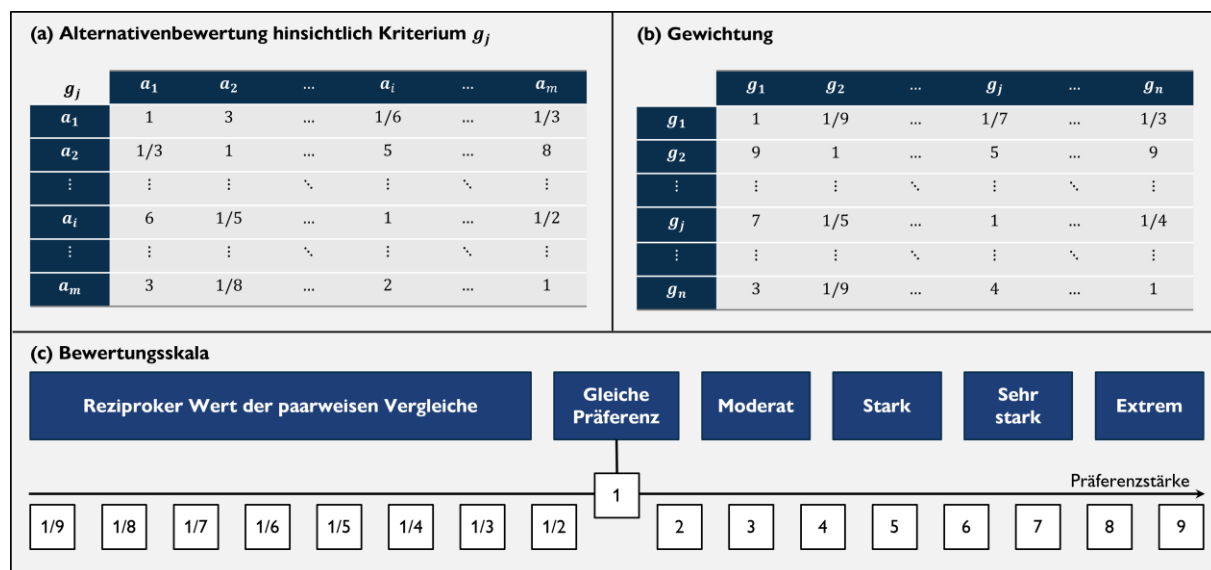 (a) Alternativenbewertung hinsichtlich Kriterium g_j
g_j a_1 a_2 ... a_i ... a_m
a_1 1 3 ... 1/6 ... 1/3
a_2 1/3 1 ... 5 ... 8
⋮ ⋮ ⋮ ⋱ ⋮ ⋱ ⋮
a_i 6 1/5 ... 1 ... 1/2
⋮ ⋮ ⋮ ⋱ ⋮ ⋱ ⋮
a_m 3 1/8 ... 2 ... 1
(b) Gewichtung
g_1 g_2 ... g_j ... g_n
g_1 1 1/9 ... 1/7 ... 1/3
g_2 9 1 ... 5 ... 9
⋮ ⋮ ⋮ ⋱ ⋮ ⋱ ⋮
g_j 7 1/5 ... 1 ... 1/4
⋮ ⋮ ⋮ ⋱ ⋮ ⋱ ⋮
g_n 3 1/9 ... 4 ... 1
(c) Bewertungsskala
Reziproker Wert der paarweisen Vergleiche
Gleiche
Präferenz
Moderat
Stark
Sehr
stark
Extrem
Präferenzstärke
1/9 1/8 1/7 1/6 1/5 1/4 1/3 1/2 1 2 3 4 5 6 7 8 9